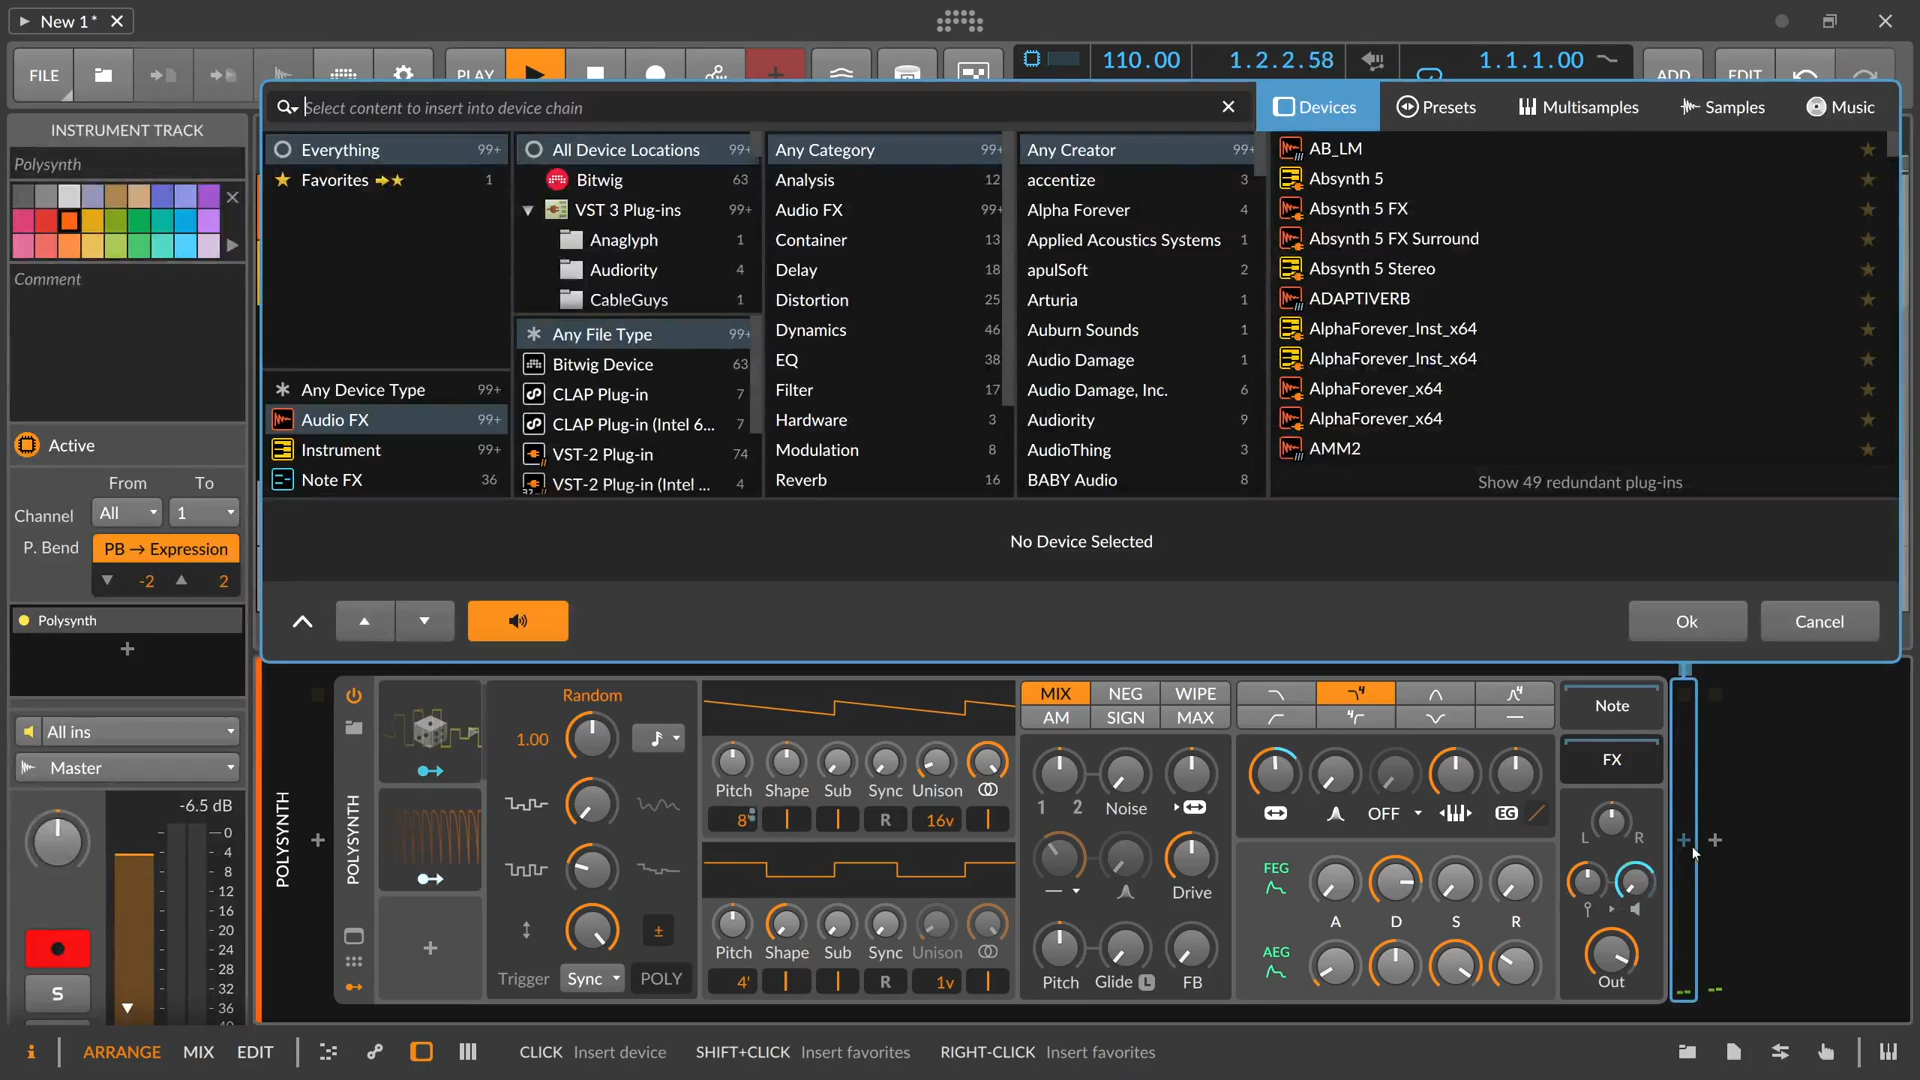 New 1*
FILE
PLAY
110.00
1.2.2.58
1.1.1.00
ADD
EDIT
Select content to insert into device chain
Devices
Presets
Multisamples
Samples
Music
INSTRUMENT TRACK
Polysynth
Comment
Active
From To
Channel All 1
P. Bend PB → Expression
-2 2
Polysynth
All ins
Master
-6.5 dB
0
4
8
12
16
20
24
28
32
36
S
Everything 99+
Favorites 1
Any Device Type 99+
Audio FX 99+
Instrument 99+
Note FX 36
All Device Locations 99+
Bitwig 63
VST 3 Plug-ins 99+
Anaglyph 1
Audiority 4
CableGuys 1
Any File Type 99+
Bitwig Device 63
CLAP Plug-in 7
CLAP Plug-in (Intel 6... 7
VST-2 Plug-in 74
VST-2 Plug-in (Intel ... 4
Any Category 99+
Analysis 12
Audio FX 99+
Container 13
Delay 18
Distortion 25
Dynamics 46
EQ 38
Filter 17
Hardware 3
Modulation 8
Reverb 16
Any Creator 99+
accentize 3
Alpha Forever 4
Applied Acoustics Systems 1
apulSoft 2
Arturia 1
Auburn Sounds 1
Audio Damage 1
Audio Damage, Inc. 6
Audiority 9
AudioThing 3
BABY Audio 8
AB_LM
Absynth 5
Absynth 5 FX
Absynth 5 FX Surround
Absynth 5 Stereo
ADAPTIVERB
AlphaForever_Inst_x64
AlphaForever_Inst_x64
AlphaForever_x64
AlphaForever_x64
AMM2
Show 49 redundant plug-ins
No Device Selected
Ok
Cancel
POLYSYNTH
POLYSYNTH
Random
1.00
Trigger Sync POLY
Pitch Shape Sub Sync Unison
8' R 16v
Pitch Shape Sub Sync Unison
4' R 1v
MIX NEG WIPE
AM SIGN MAX
1 2 Noise
Drive
Pitch Glide L FB
OFF EG
FEG
A D S R
AEG
Note
FX
L R
Out
ARRANGE MIX EDIT
CLICK Insert device SHIFT+CLICK Insert favorites RIGHT-CLICK Insert favorites